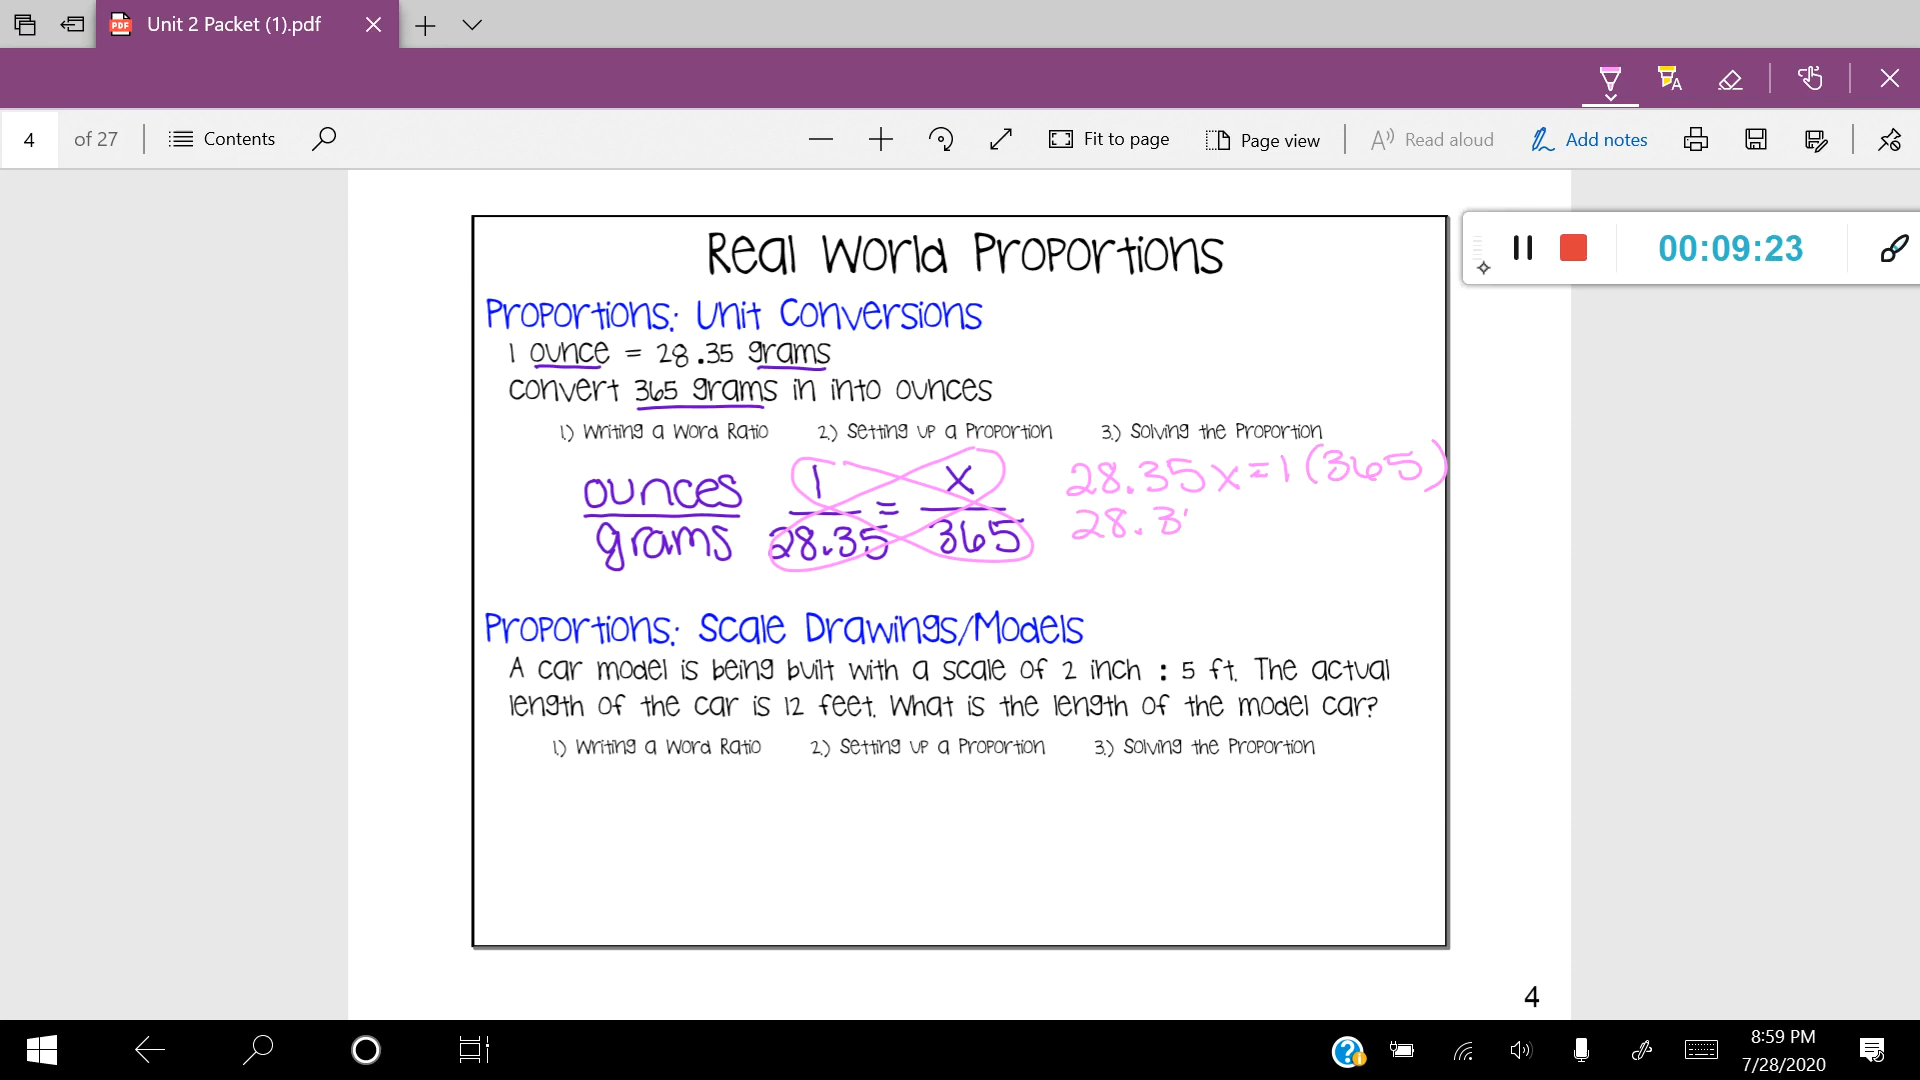 Unit 2 Packet (1).pdf
4 of 27 Contents Fit to page Page view Read aloud Add notes
00:09:23
Real World Proportions
Proportions: Unit Conversions
1 ounce = 28.35 grams
convert 365 grams in into ounces
1.) Writing a Word Ratio 2.) Setting up a Proportion 3.) Solving the Proportion
ounces 1 = x 28.35x=1(365)
grams 28.35 365 28.3
Proportions: Scale Drawings/Models
A car model is being built with a scale of 2 inch : 5 ft. The actual
length of the car is 12 feet. What is the length of the model car?
1.) Writing a Word Ratio 2.) Setting up a Proportion 3.) Solving the Proportion
4
8:59 PM
7/28/2020